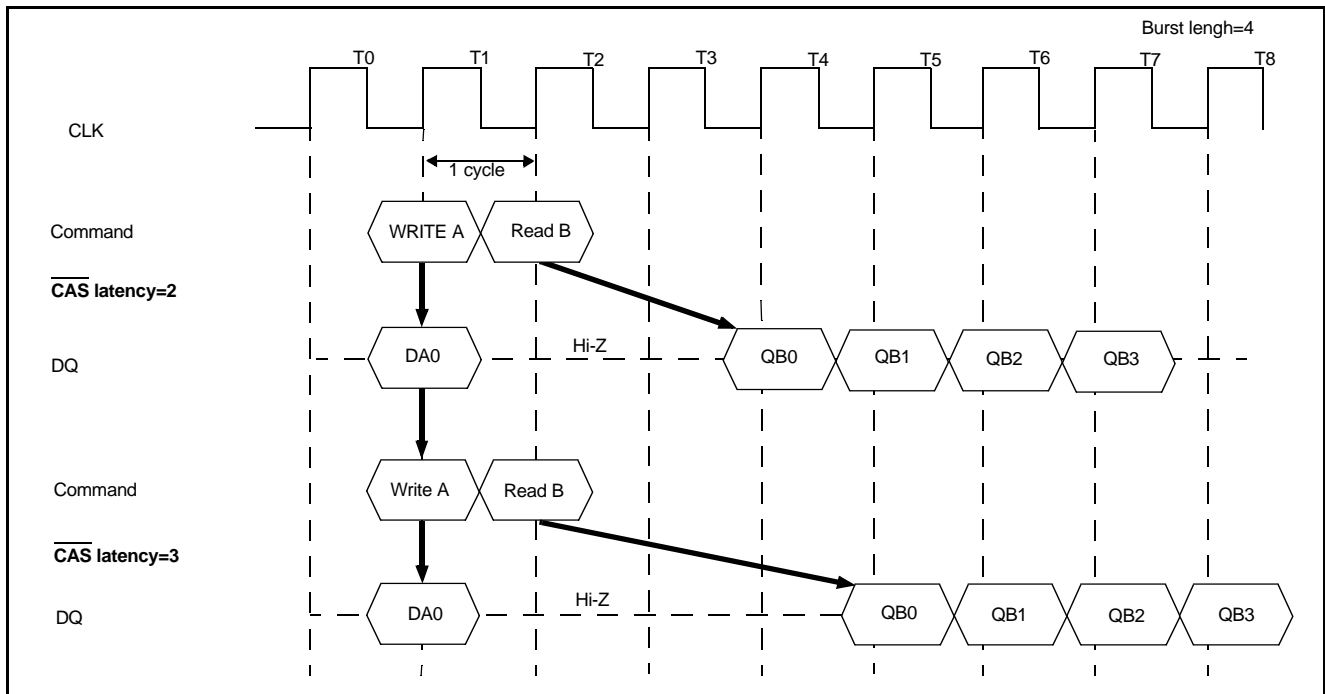 Burst lengh=4
T0 T1 T2 T3 T4 T5 T6 T7 T8
CLK
1 cycle
Command WRITE A Read B
CAS latency=2
DQ DA0 Hi-Z QB0 QB1 QB2 QB3
Command Write A Read B
CAS latency=3
DQ DA0 Hi-Z QB0 QB1 QB2 QB3